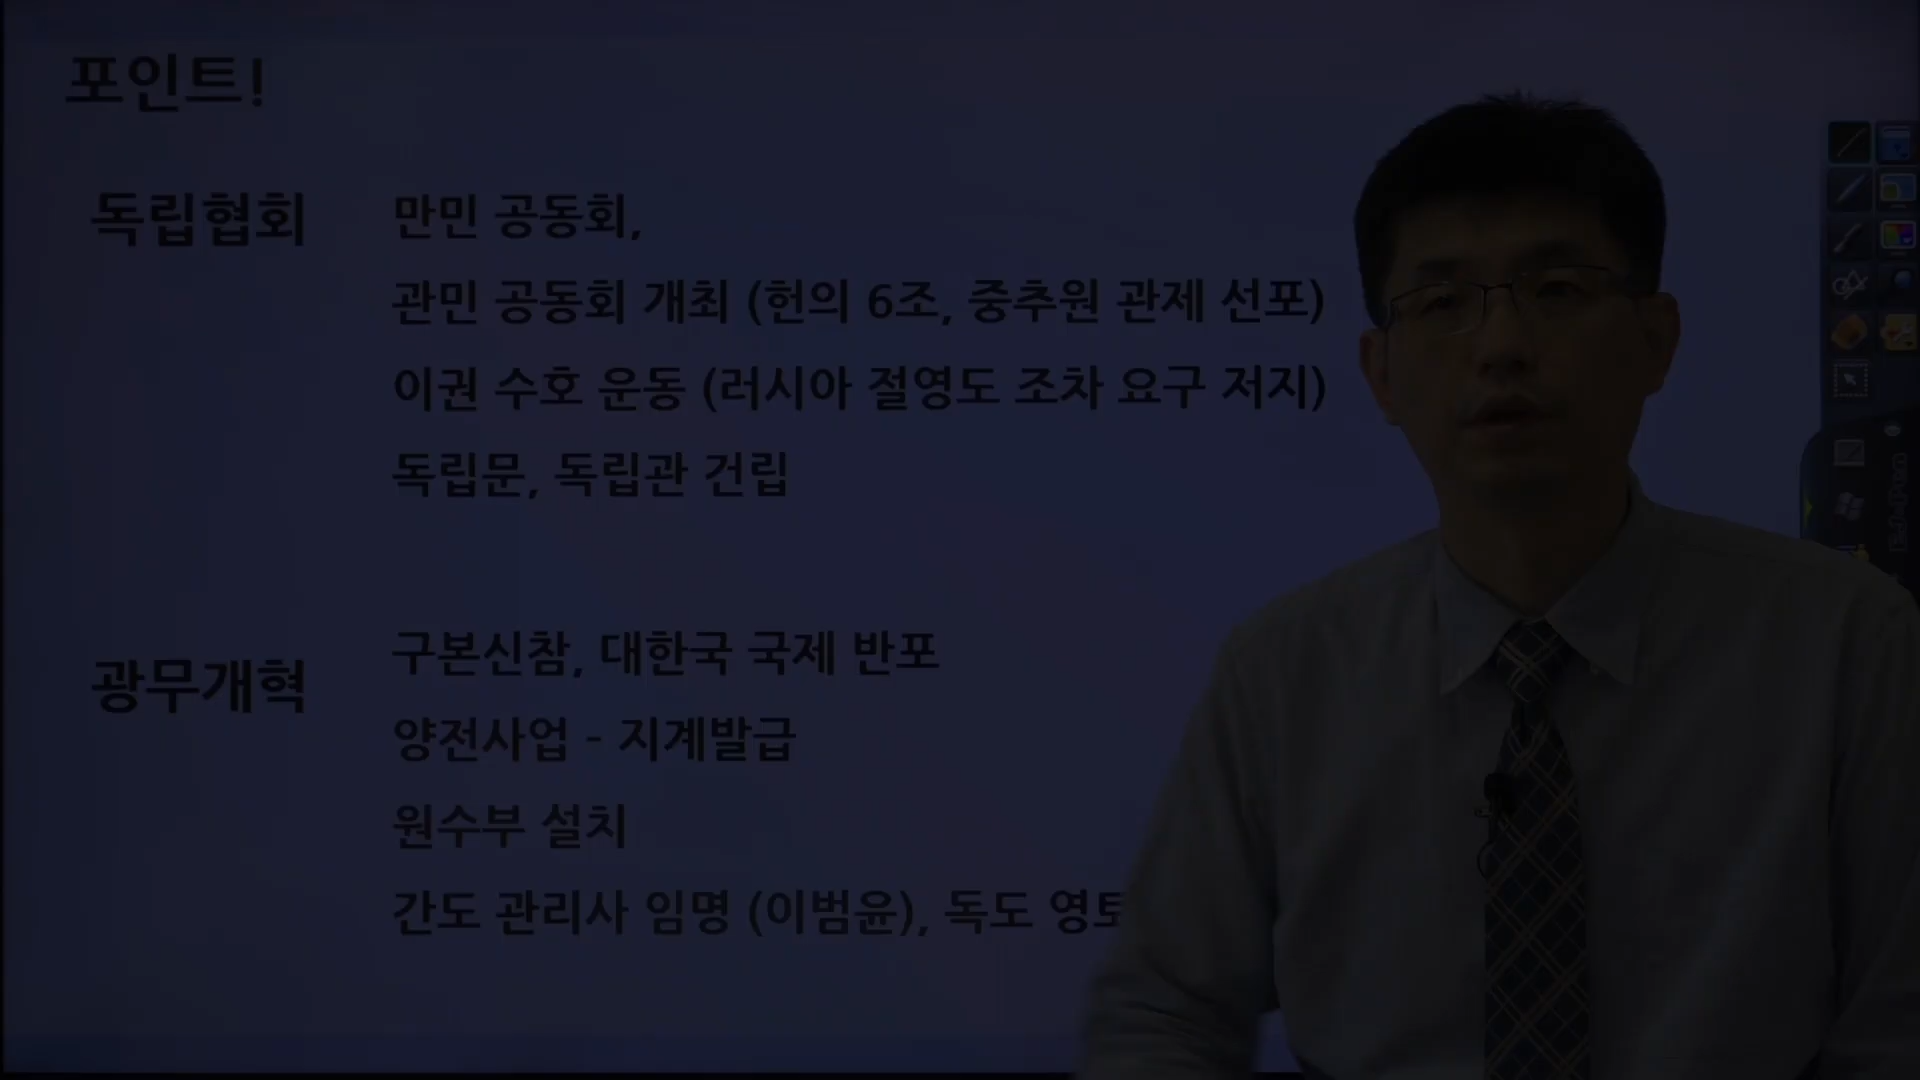 포인트!
독립협회
만민 공동회,
관민 공동회 개최 (헌의 6조, 중추원 관제 선포)
이권 수호 운동 (러시아 절영도 조차 요구 저지)
독립문, 독립관 건립
광무개혁
구본신참, 대한국 국제 반포
양전사업 - 지계발급
원수부 설치
간도 관리사 임명 (이범윤), 독도 영토